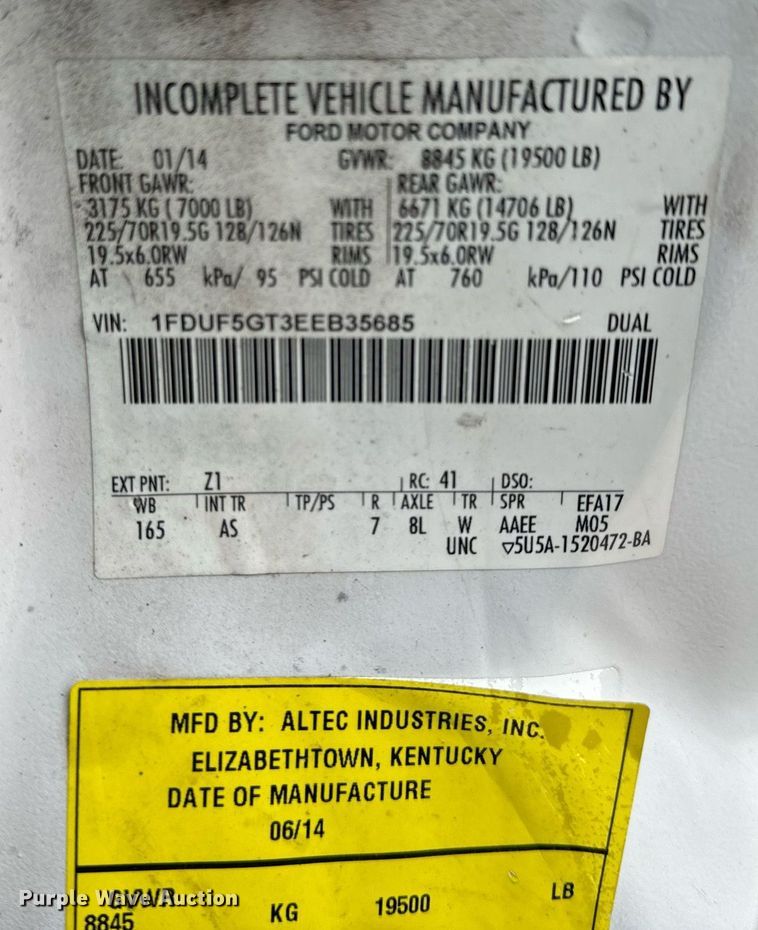 INCOMPLETE VEHICLE MANUFACTURED BY
FORD MOTOR COMPANY
DATE: 01/14 GVWR: 8845 KG (19500 LB)
FRONT GAWR: REAR GAWR:
3175 KG (7000 LB) WITH 6671 KG (14706 LB) WITH
225/70R19.5G 128/126N TIRES 225/70R19.5G 128/126N TIRES
19.5x6.0RW RIMS 19.5x6.0RW RIMS
AT 655 kPa/ 95 PSI COLD AT 760 kPa/110 PSI COLD
VIN: 1FDUF5GT3EEB35685 DUAL
EXT PNT: Z1 RC: 41 DSO:
WB INT TR TP/PS R AXLE TR SPR EFA17
165 AS 7 8L W AAEE M05
UNC ▽5U5A-1520472-BA
MFD BY: ALTEC INDUSTRIES, INC.
ELIZABETHTOWN, KENTUCKY
DATE OF MANUFACTURE
06/14
GVWR
8845 KG 19500 LB
Purple Wave Auction